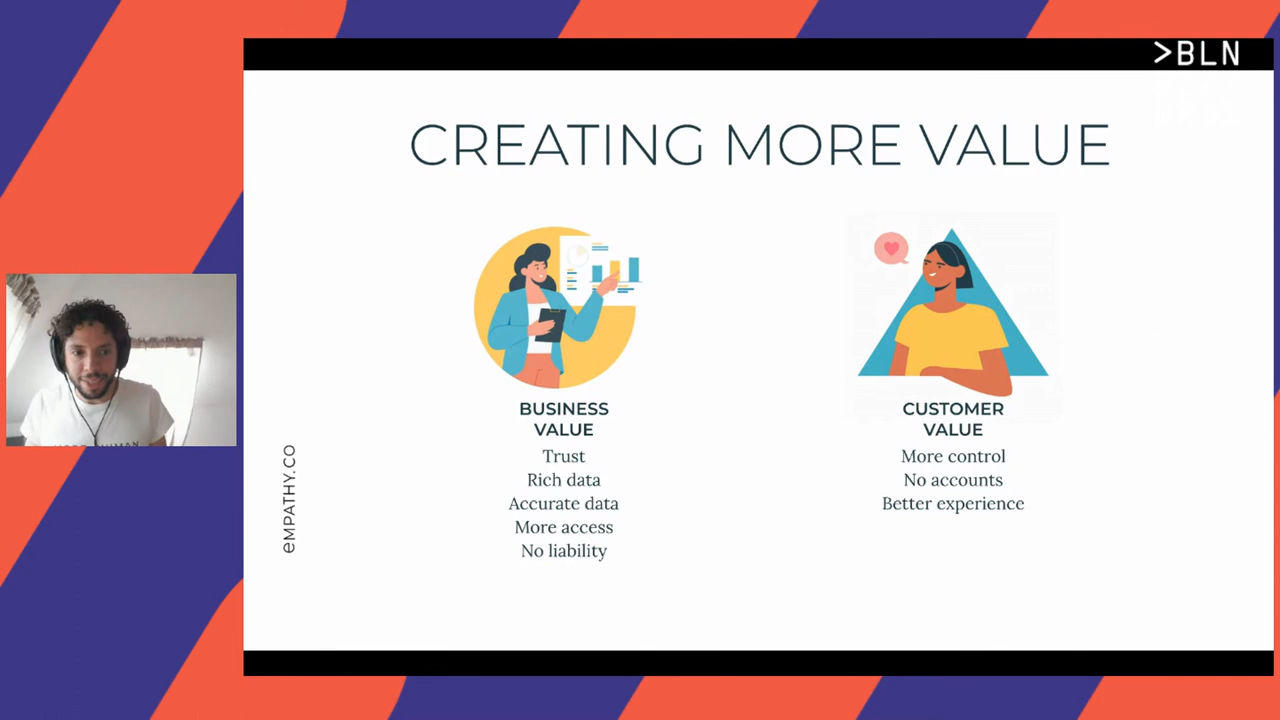 >BLN
CREATING MORE VALUE
BUSINESS
VALUE
Trust
Rich data
Accurate data
More access
No liability
CUSTOMER
VALUE
More control
No accounts
Better experience
eMPATHY.CO